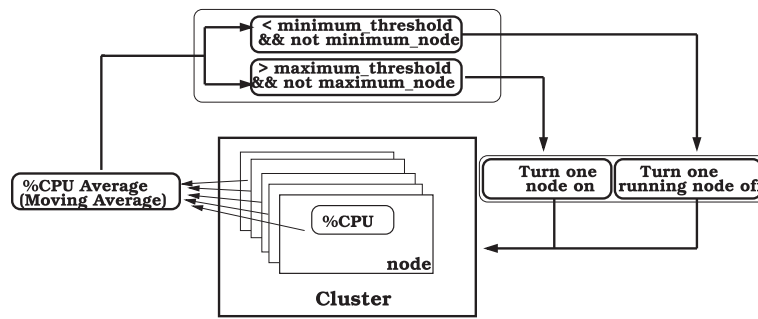 < minimum_threshold
&& not minimum_node
> maximum_threshold
&& not maximum_node
%CPU Average
(Moving Average)
Turn one
node on
Turn one
running node of
%CPU
node
Cluster